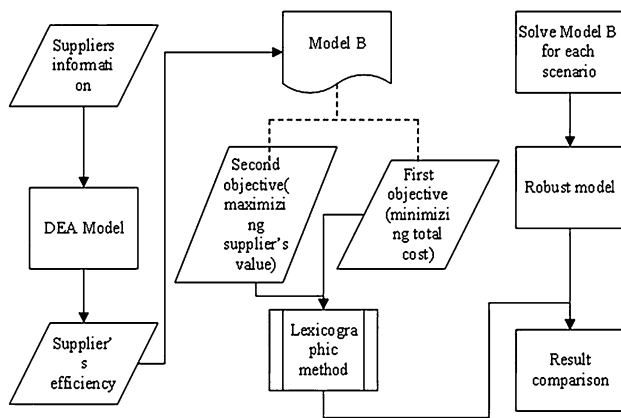 Suppliers
informati
on
DEA Model
Supplier's
s
efficiency
Model B
Second
objective(
maximizi
ng
supplier's
value)
First
objective
(minimizi
ng total
cost)
Lexicogra
phic
method
Solve Model B
for each
scenario
Robust model
Result
comparison